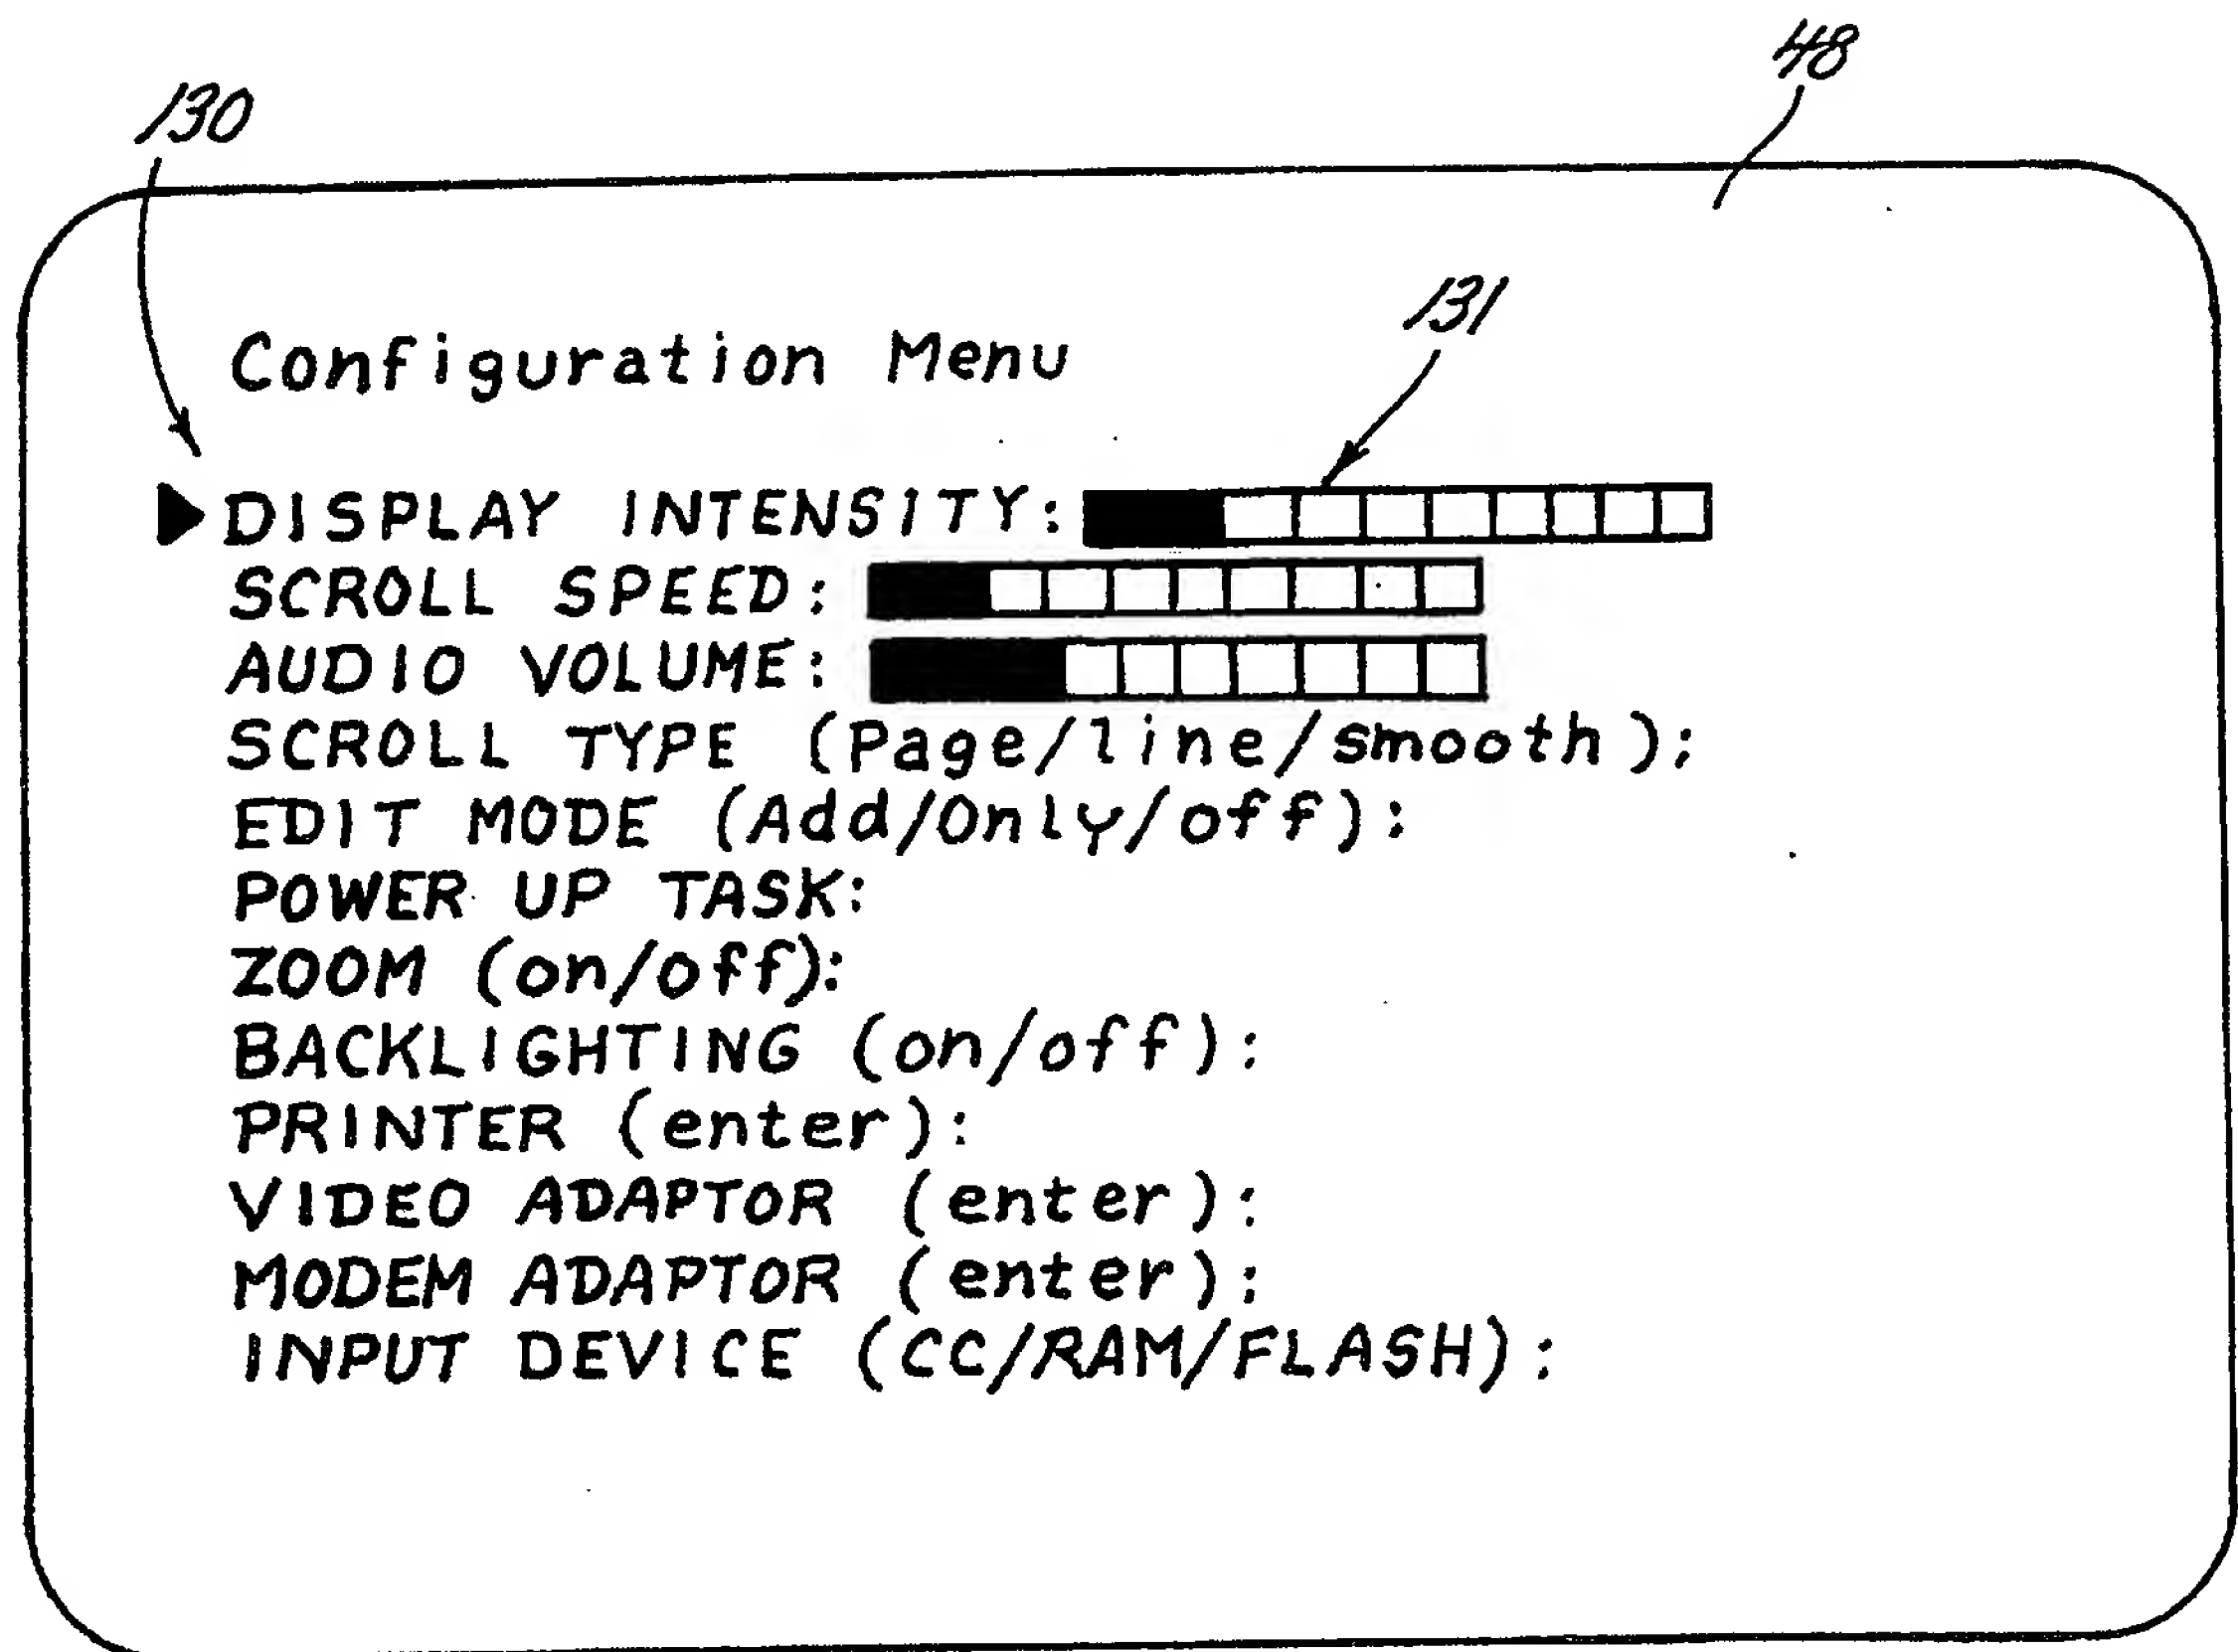 48
130
131
Configuration Menu
DISPLAY INTENSITY:
SCROLL SPEED:
AUDIO VOLUME:
SCROLL TYPE (Page/line/smooth);
EDIT MODE (Add/Only/off):
POWER UP TASK:
ZOOM (on/off):
BACKLIGHTING (on/off):
PRINTER (enter):
VIDEO ADAPTOR (enter):
MODEM ADAPTOR (enter):
INPUT DEVICE (CC/RAM/FLASH):